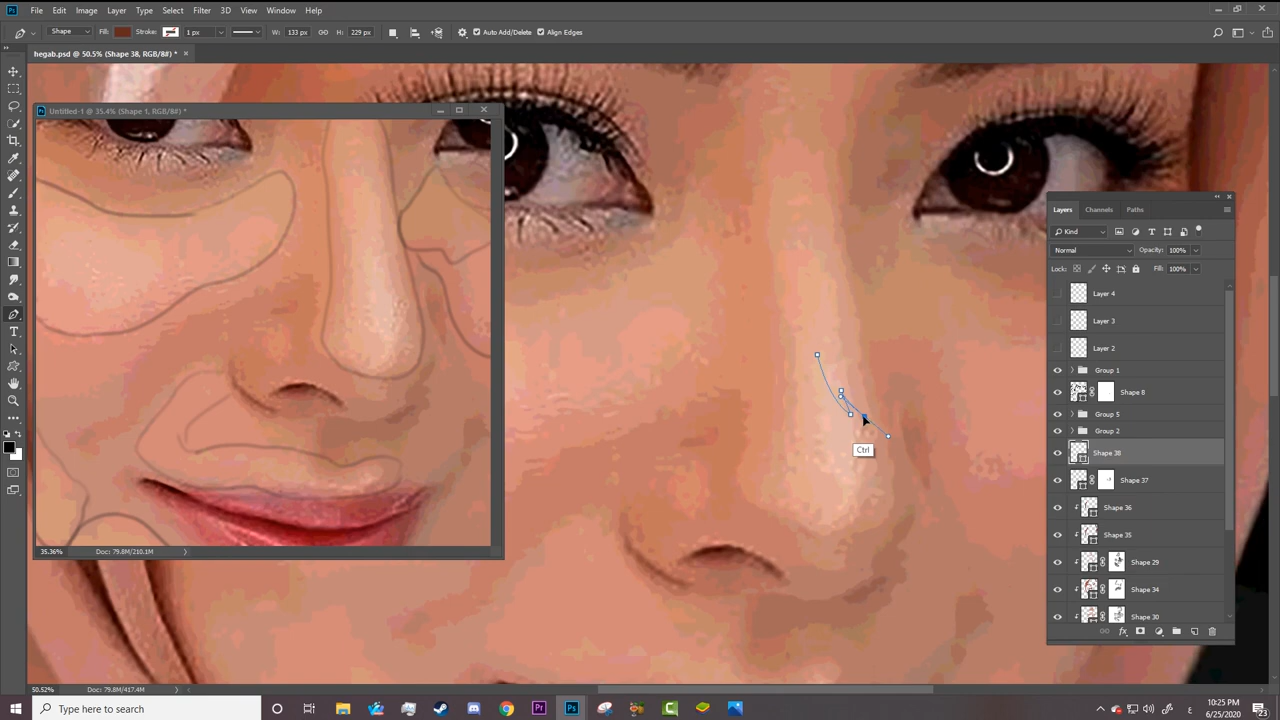 File Edit Image Layer Type Select Filter 3D View Window Help
Shape Fill: Stroke: 1 px W: 133 px H: 229 px Auto Add/Delete Align Edges
hegab.psd @ 50.5% (Shape 38, RGB/8#) *
Untitled-1 @ 35.4% (Shape 1, RGB/8#) *
Ctrl
35.36% Doc: 79.8M/210.1M
Layers Channels Paths
Kind
Normal Opacity: 100%
Lock: Fill: 100%
Layer 4
Layer 3
Layer 2
Group 1
Shape 8
Group 5
Group 2
Shape 38
Shape 37
Shape 36
Shape 35
Shape 29
Shape 34
Shape 30
50.52% Doc: 79.8M/417.4M
Type here to search
10:25 PM
6/25/2020